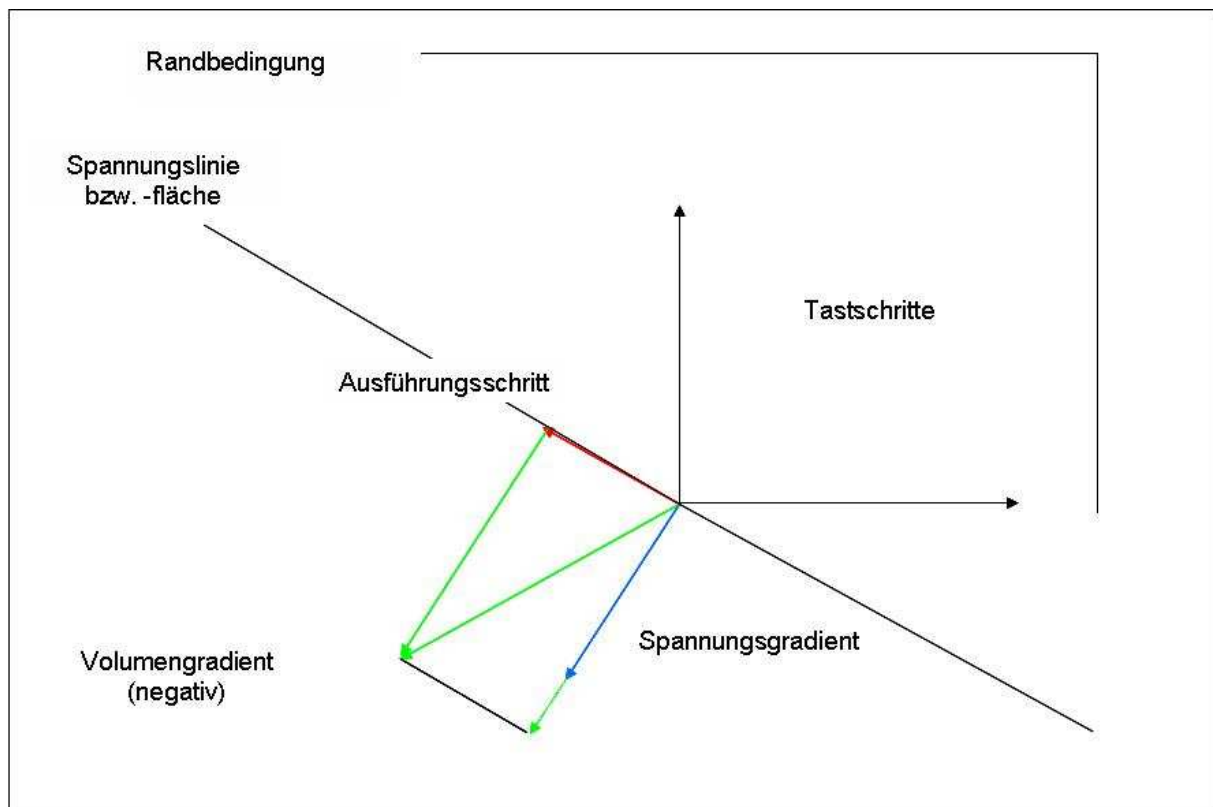 Randbedingung
Spannungslinie
bzw. -fläche
Tastschritte
Ausführungsschritt
Spannungsgradient
Volumengradient
(negativ)